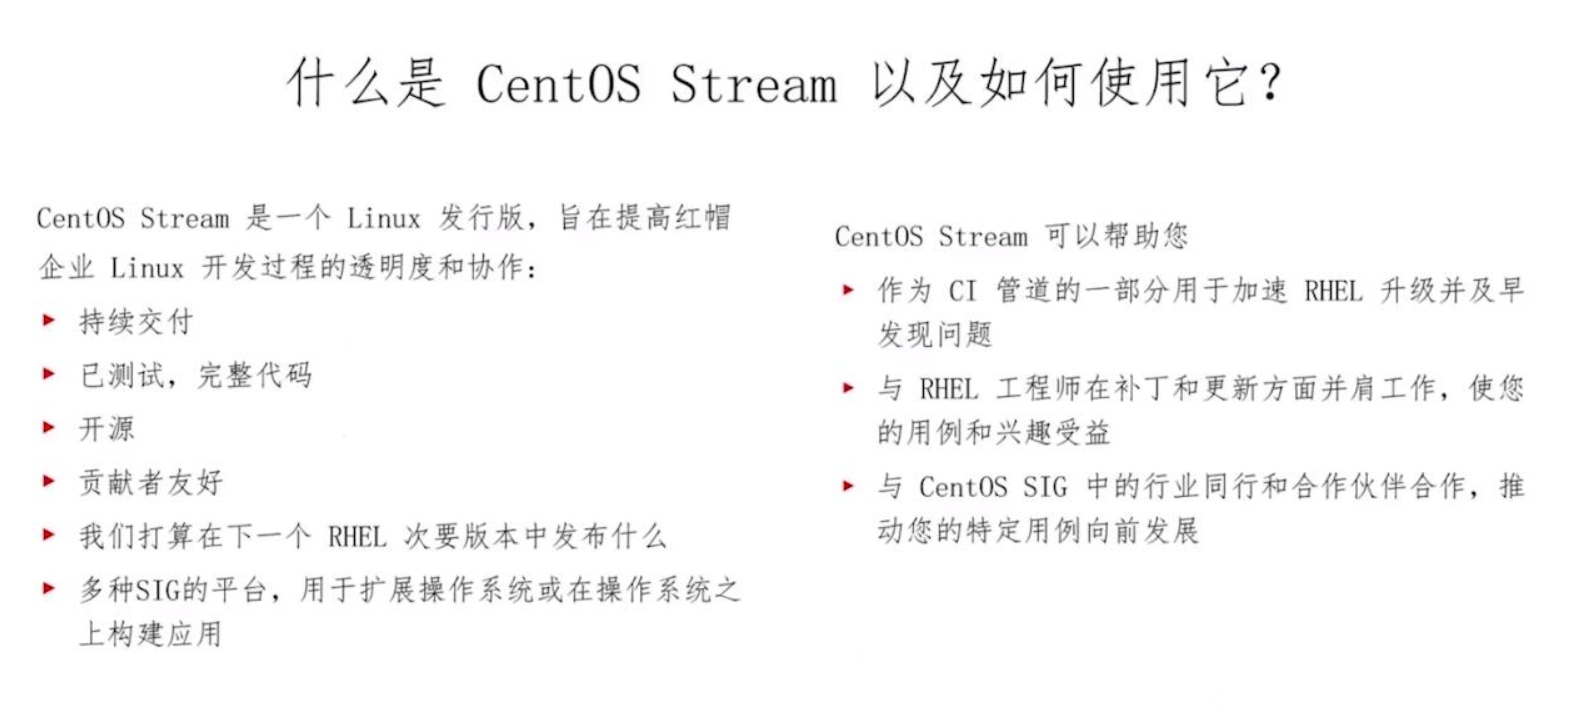 什么是 CentOS Stream 以及如何使用它?
CentOS Stream 是一个 Linux 发行版，旨在提高红帽
企业 Linux 开发过程的透明度和协作：
持续交付
已测试，完整代码
开源
贡献者友好
我们打算在下一个 RHEL 次要版本中发布什么
多种SIG的平台，用于扩展操作系统或在操作系统之
上构建应用
CentOS Stream 可以帮助您
作为 CI 管道的一部分用于加速 RHEL 升级并及早
发现问题
与 RHEL 工程师在补丁和更新方面并肩工作，使您
的用例和兴趣受益
与 CentOS SIG 中的行业同行和合作伙伴合作，推
动您的特定用例向前发展